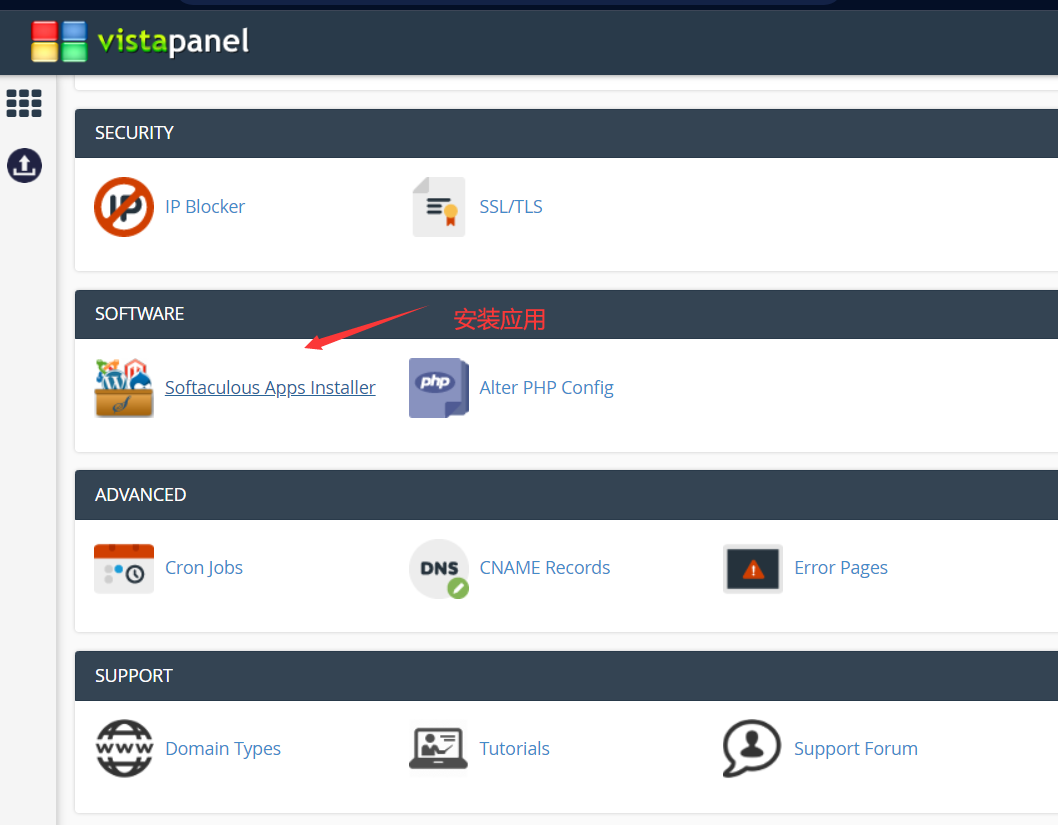 vistapanel
SECURITY
IP
IP Blocker
SSL/TLS
SOFTWARE
安装应用
Softaculous Apps Installer
php
Alter PHP Config
ADVANCED
Cron Jobs
DNS
CNAME Records
Error Pages
SUPPORT
www
Domain Types
Tutorials
Support Forum